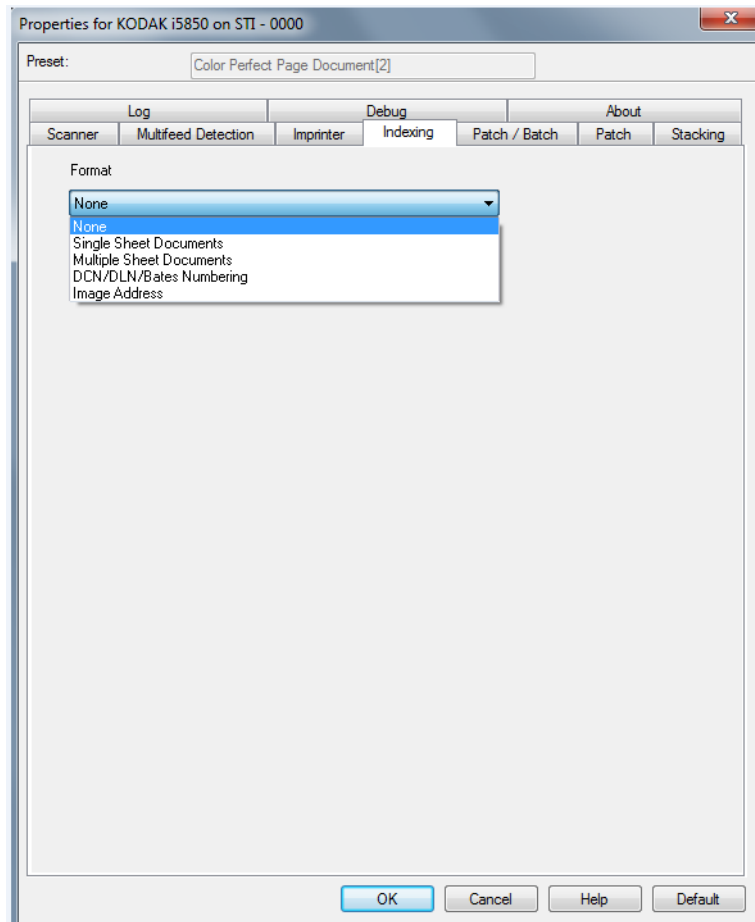 Properties for KODAK i5850 on STI - 0000
Preset:
Color Perfect Page Document[2]
Log Debug About
Scanner Multifeed Detection Imprinter Indexing Patch / Batch Patch Stacking
Format
None
None
Single Sheet Documents
Multiple Sheet Documents
DCN/DLN/Bates Numbering
Image Address
OK Cancel Help Default